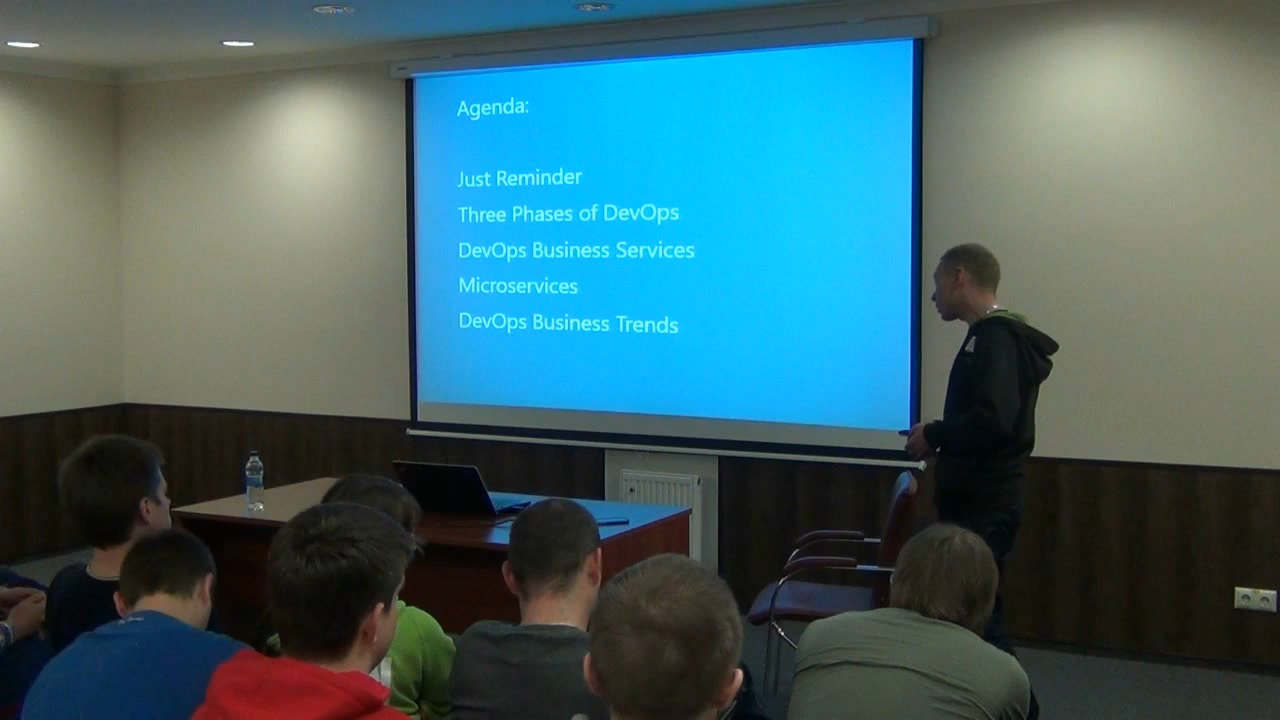 Agenda:
Just Reminder
Three Phases of DevOps
DevOps Business Services
Microservices
DevOps Business Trends